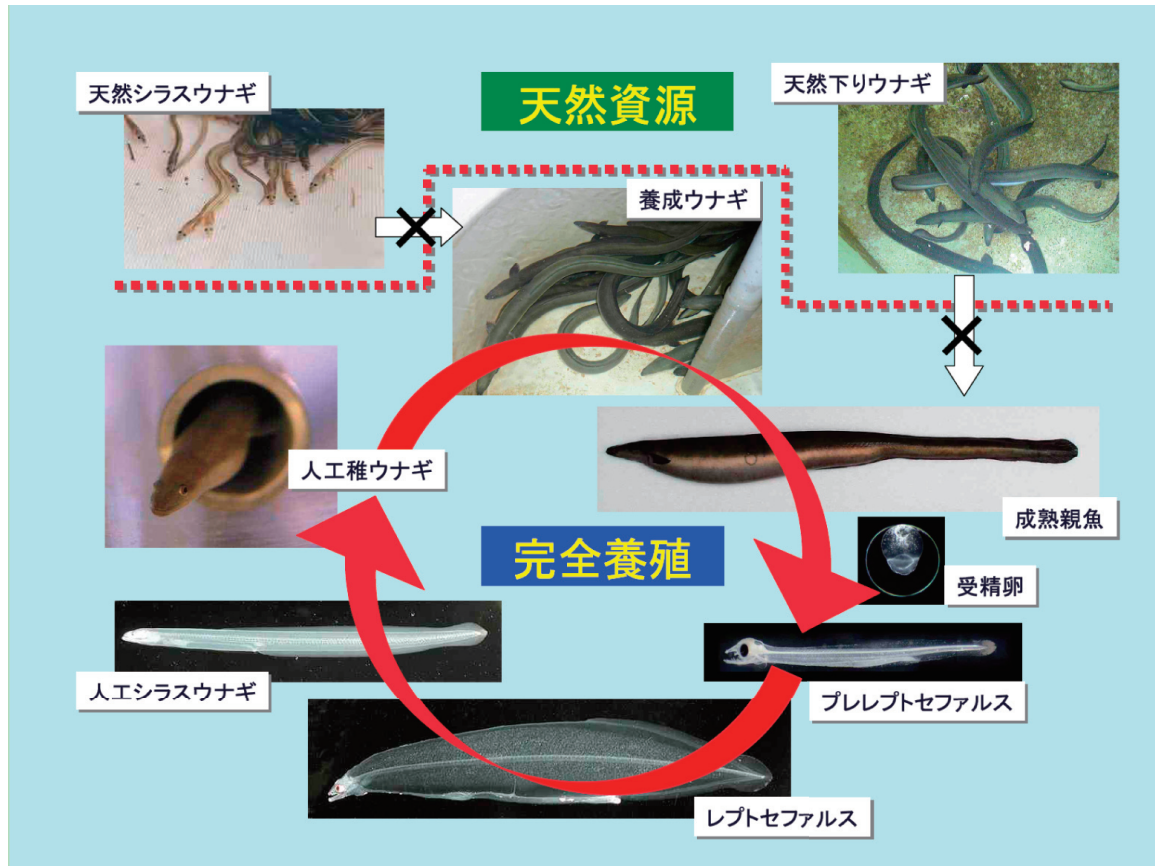 天然シラスウナギ
天然資源
天然下りウナギ
養成ウナギ
人工稚ウナギ
成熟親魚
完全養殖
受精卵
人工シラスウナギ
プレレプトセファルス
レプトセファルス